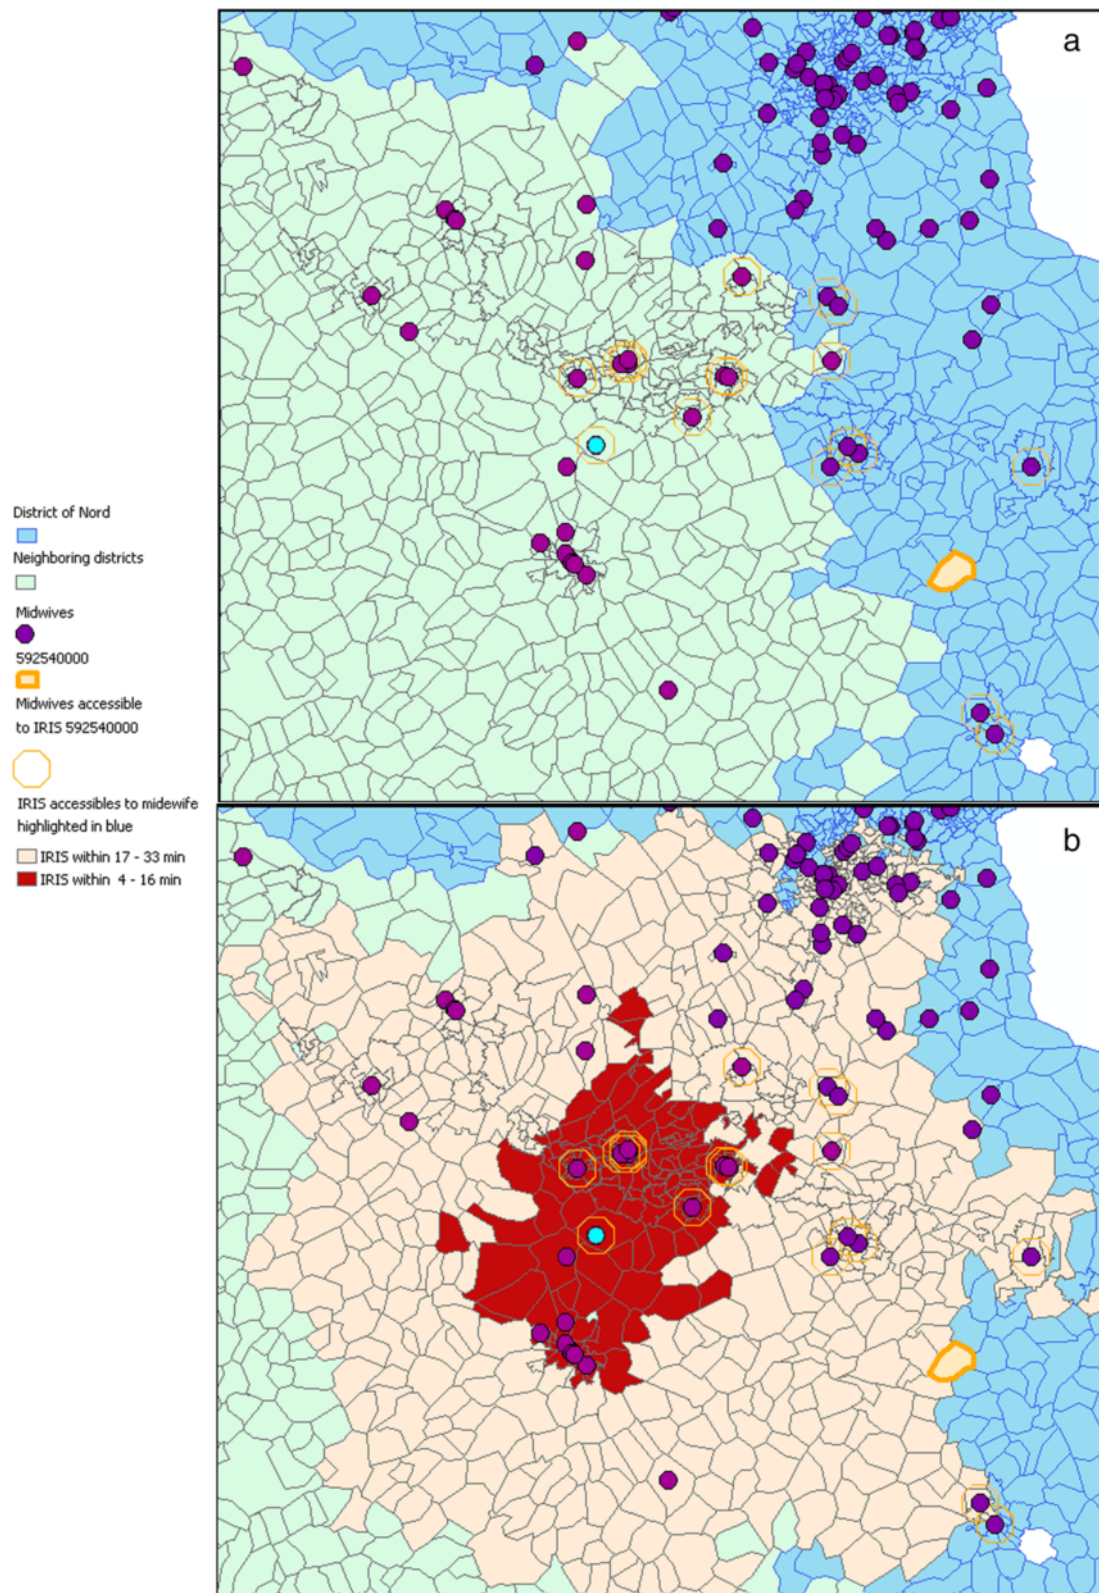 a
District of Nord
Neighboring districts
Midwives
592540000
Midwives accessible
to IRIS 592540000
IRIS accessibles to midewife
highlighted in blue
IRIS within 17 - 33 min
IRIS within 4 - 16 min
b